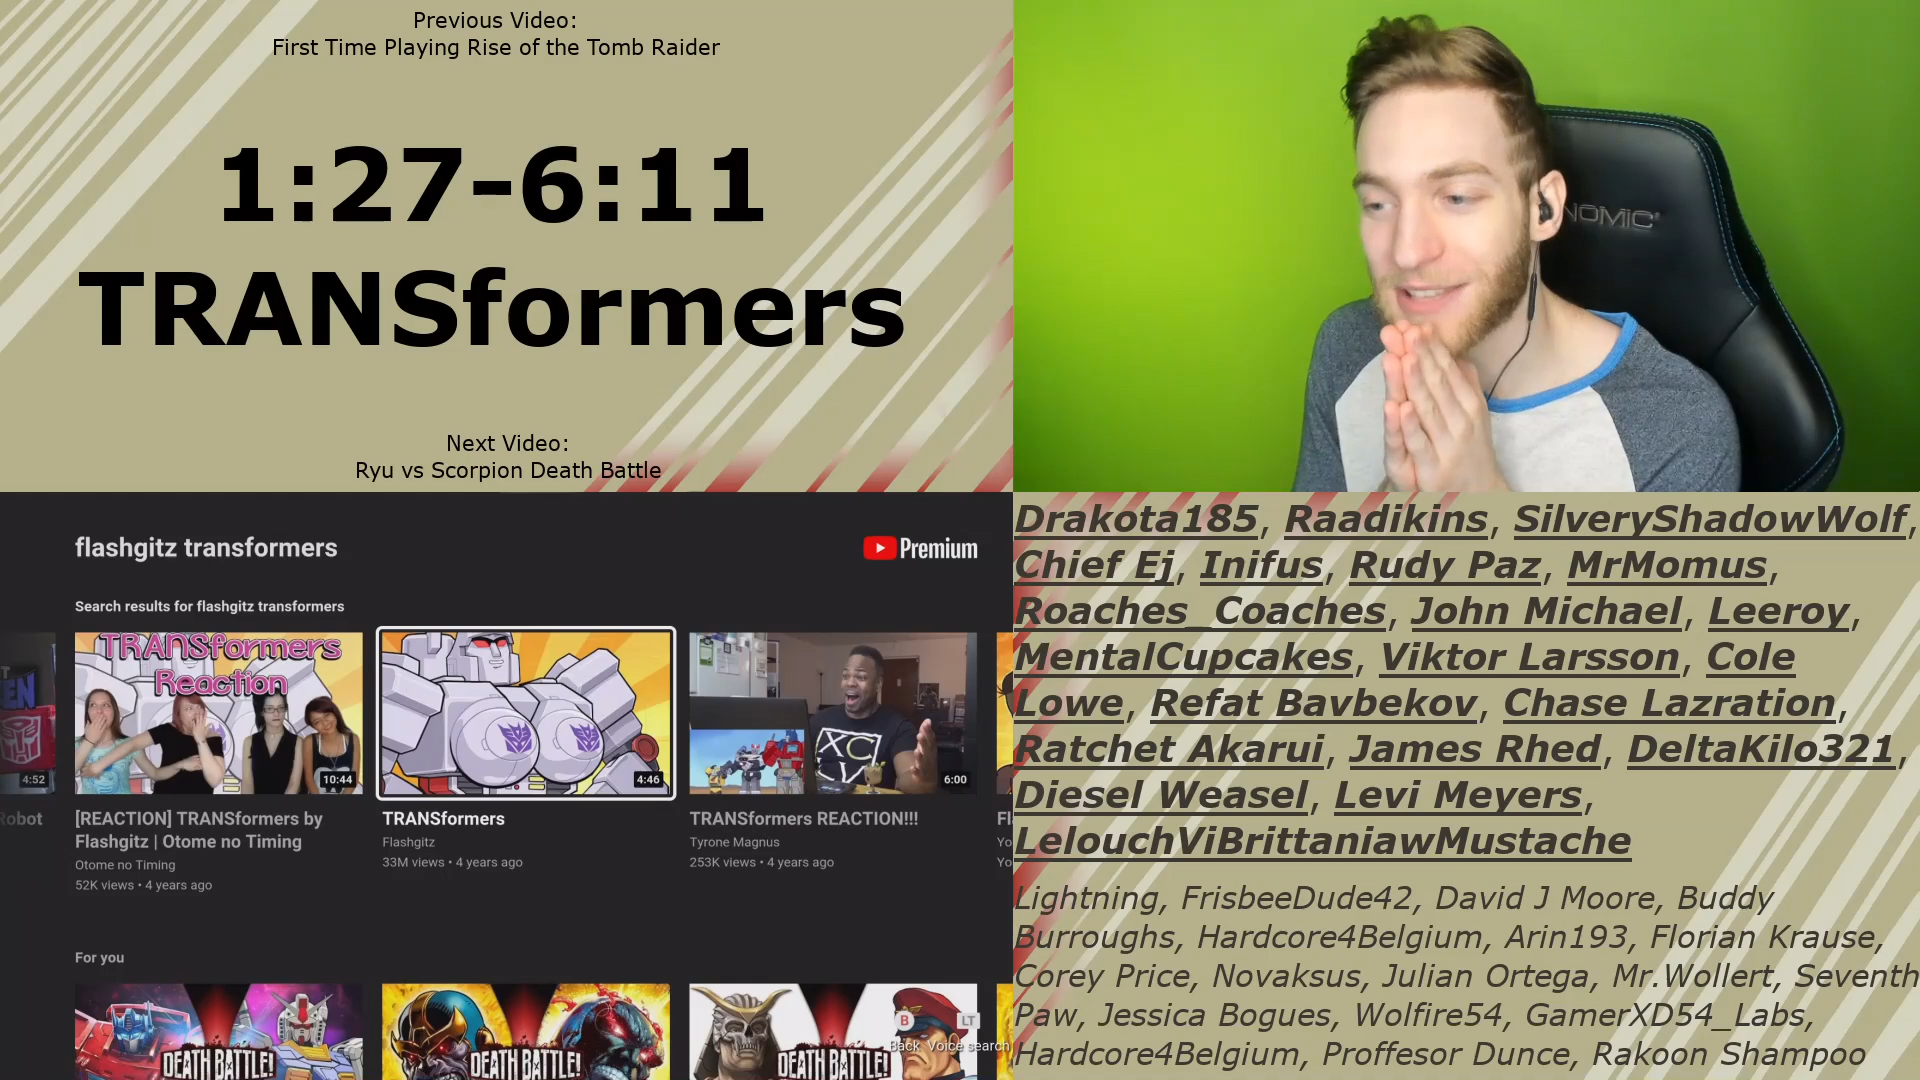 Previous Video:
First Time Playing Rise of the Tomb Raider
1:27-6:11
TRANSformers
Next Video:
Ryu vs Scorpion Death Battle
NOMIC
flashgitz transformers
Premium
Search results for flashgitz transformers
4:52
TRANSformers
Reaction
10:44
4:46
XC
6:00
Robot
[REACTION] TRANSformers by
Flashgitz | Otome no Timing
Otome no Timing
52K views • 4 years ago
TRANSformers
Flashgitz
33M views • 4 years ago
TRANSformers REACTION!!!
Tyrone Magnus
253K views • 4 years ago
Fl
Yo
Yo
For you
DEATH BATTLE!
DEATH BATTLE!
DEATH BATTLE!
B
LT
Back
Voice search
Drakota185, Raadikins, SilveryShadowWolf,
Chief Ej, Inifus, Rudy Paz, MrMomus,
Roaches_Coaches, John Michael, Leeroy,
MentalCupcakes, Viktor Larsson, Cole
Lowe, Refat Bavbekov, Chase Lazration,
Ratchet Akarui, James Rhed, DeltaKilo321,
Diesel Weasel, Levi Meyers,
LelouchViBrittaniawMustache
Lightning, FrisbeeDude42, David J Moore, Buddy
Burroughs, Hardcore4Belgium, Arin193, Florian Krause,
Corey Price, Novaksus, Julian Ortega, Mr.Wollert, Seventh
Paw, Jessica Bogues, Wolfire54, GamerXD54_Labs,
Hardcore4Belgium, Proffesor Dunce, Rakoon Shampoo